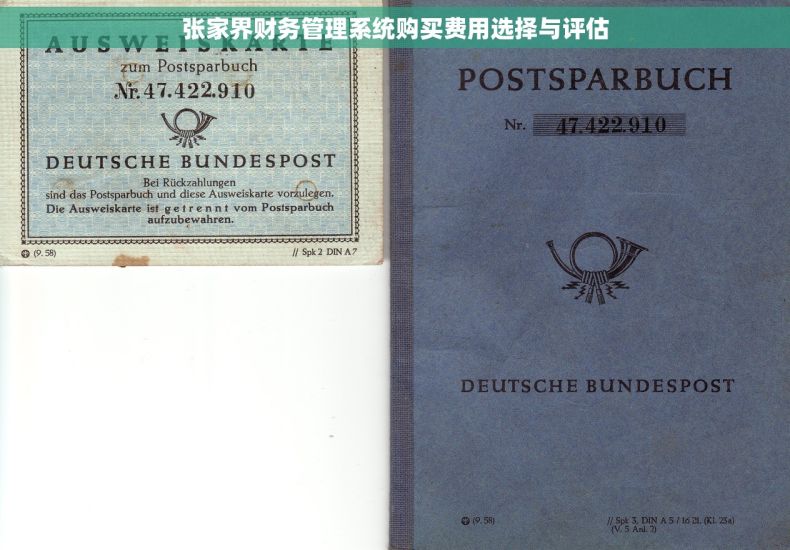 张家界财务管理系统购买费用选择与评估
AUSWEISKARTE
zum Postsparbuch
Nr. 47.422.910
DEUTSCHE BUNDESPOST
Bei Rückzahlungen
sind das Postsparbuch und diese Ausweiskarte vorzulegen.
Die Ausweiskarte ist getrennt vom Postsparbuch
aufzubewahren.
(9. 58)
// Spk 2 DIN A 7
POSTSPARBUCH
Nr. 47.422.910
DEUTSCHE BUNDESPOST
(9. 58)
// Spk 3, DIN A 5 / 16 Bl. (Kl. 23a)
(V. 5 Anl. 2)